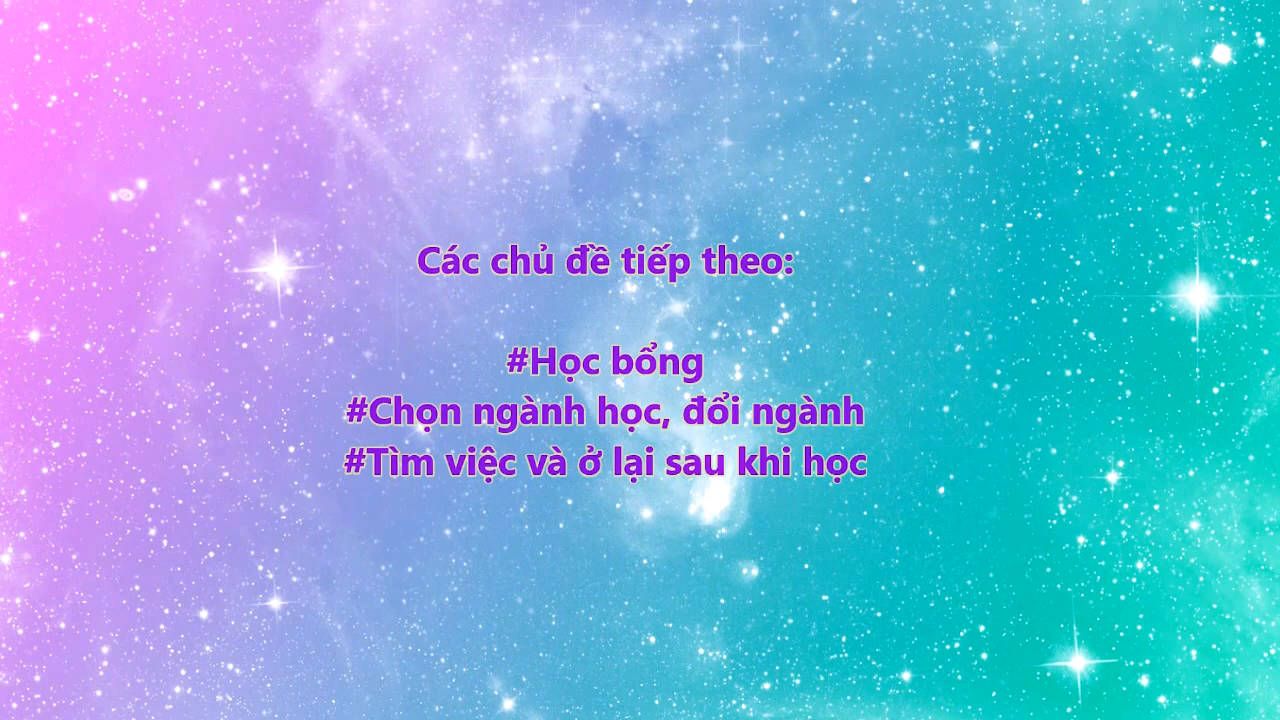 Các chủ đề tiếp theo:
#Học bổng
#Chọn ngành học, đổi ngành
#Tìm việc và ở lại sau khi học